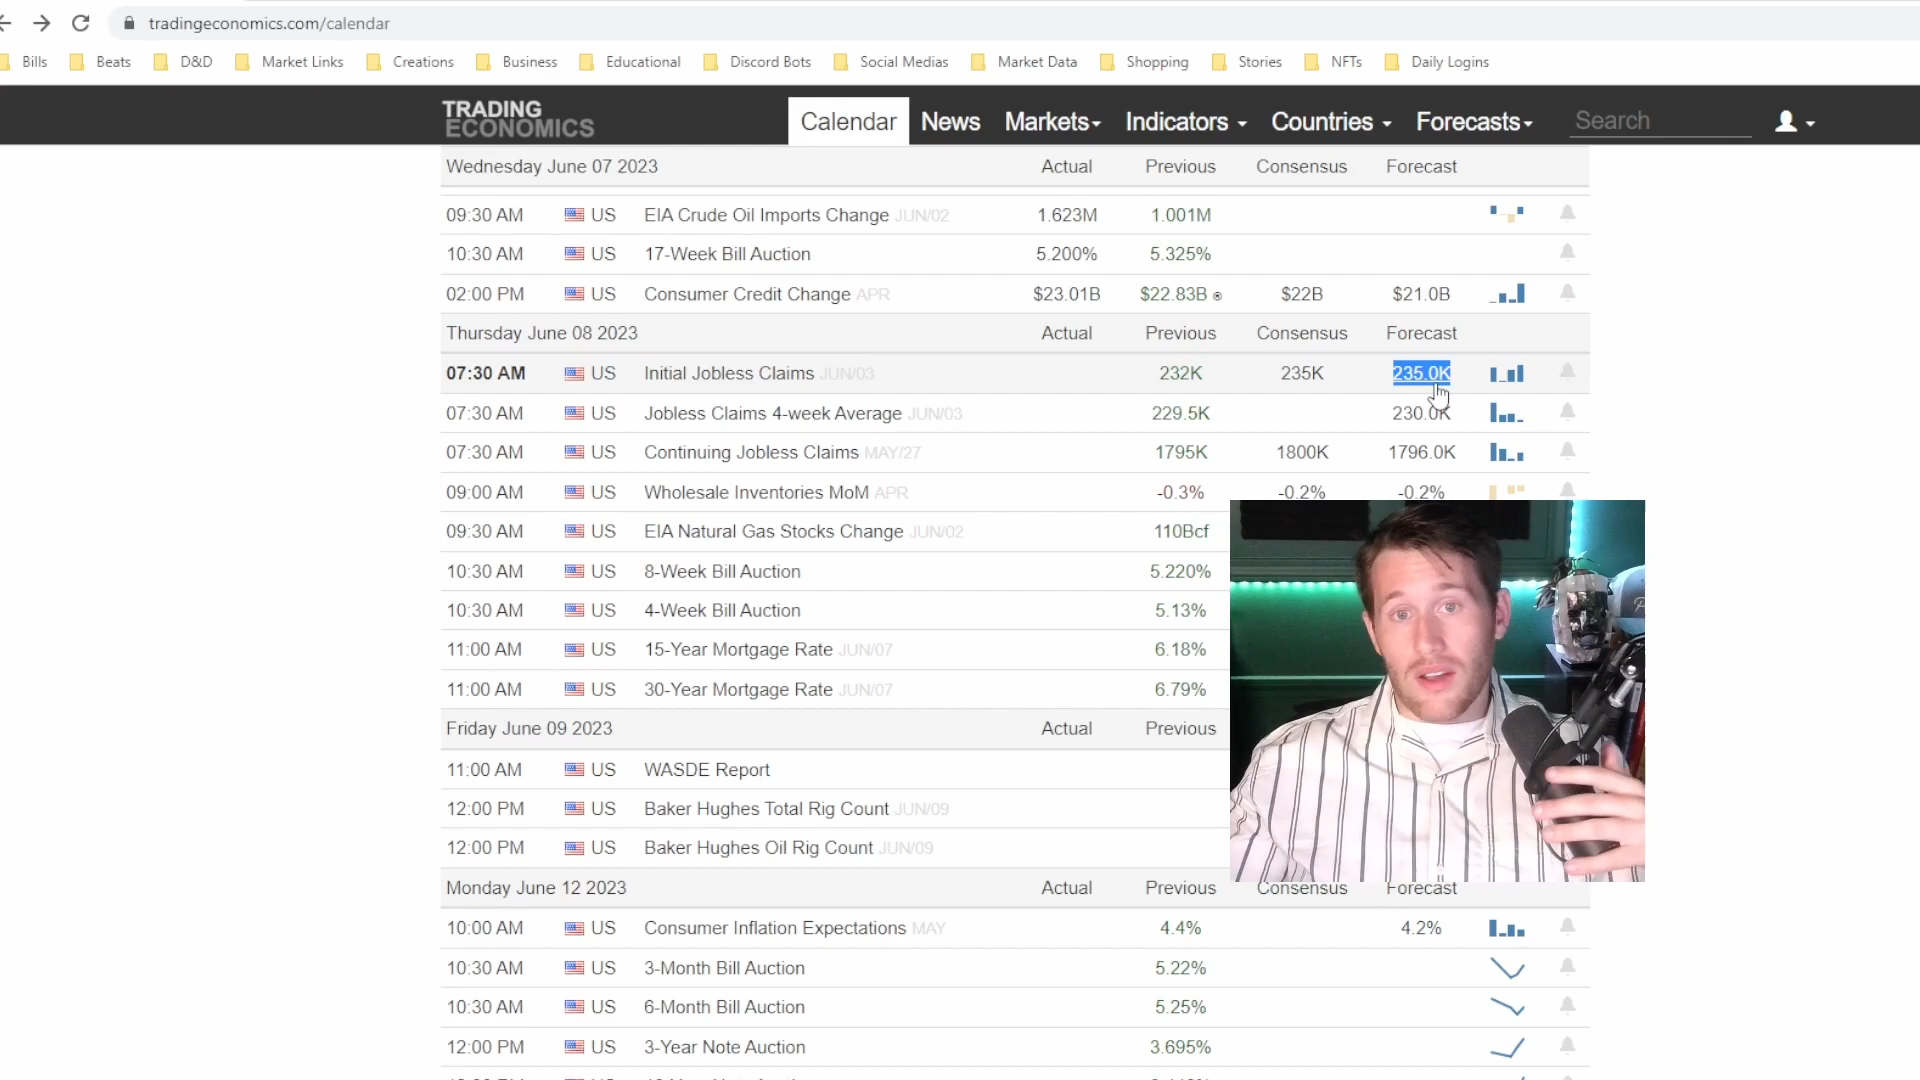 tradingeconomics.com/calendar
Bills Beats D&D Market Links Creations Business Educational Discord Bots Social Medias Market Data Shopping Stories NFTs Daily Logins
TRADING
ECONOMICS
Calendar News Markets Indicators Countries Forecasts Search
Wednesday June 07 2023 Actual Previous Consensus Forecast
09:30 AM US EIA Crude Oil Imports Change JUN/02 1.623M 1.001M
10:30 AM US 17-Week Bill Auction 5.200% 5.325%
02:00 PM US Consumer Credit Change APR $23.01B $22.83B ® $22B $21.0B
Thursday June 08 2023 Actual Previous Consensus Forecast
07:30 AM US Initial Jobless Claims JUN/03 232K 235K 235.0K
07:30 AM US Jobless Claims 4-week Average JUN/03 229.5K 230.0K
07:30 AM US Continuing Jobless Claims MAY/27 1795K 1800K 1796.0K
09:00 AM US Wholesale Inventories MoM APR -0.3% -0.2% -0.2%
09:30 AM US EIA Natural Gas Stocks Change JUN/02 110Bcf
10:30 AM US 8-Week Bill Auction 5.220%
10:30 AM US 4-Week Bill Auction 5.13%
11:00 AM US 15-Year Mortgage Rate JUN/07 6.18%
11:00 AM US 30-Year Mortgage Rate JUN/07 6.79%
Friday June 09 2023 Actual Previous
11:00 AM US WASDE Report
12:00 PM US Baker Hughes Total Rig Count JUN/09
12:00 PM US Baker Hughes Oil Rig Count JUN/09
Monday June 12 2023 Actual Previous Consensus Forecast
10:00 AM US Consumer Inflation Expectations MAY 4.4% 4.2%
10:30 AM US 3-Month Bill Auction 5.22%
10:30 AM US 6-Month Bill Auction 5.25%
12:00 PM US 3-Year Note Auction 3.695%